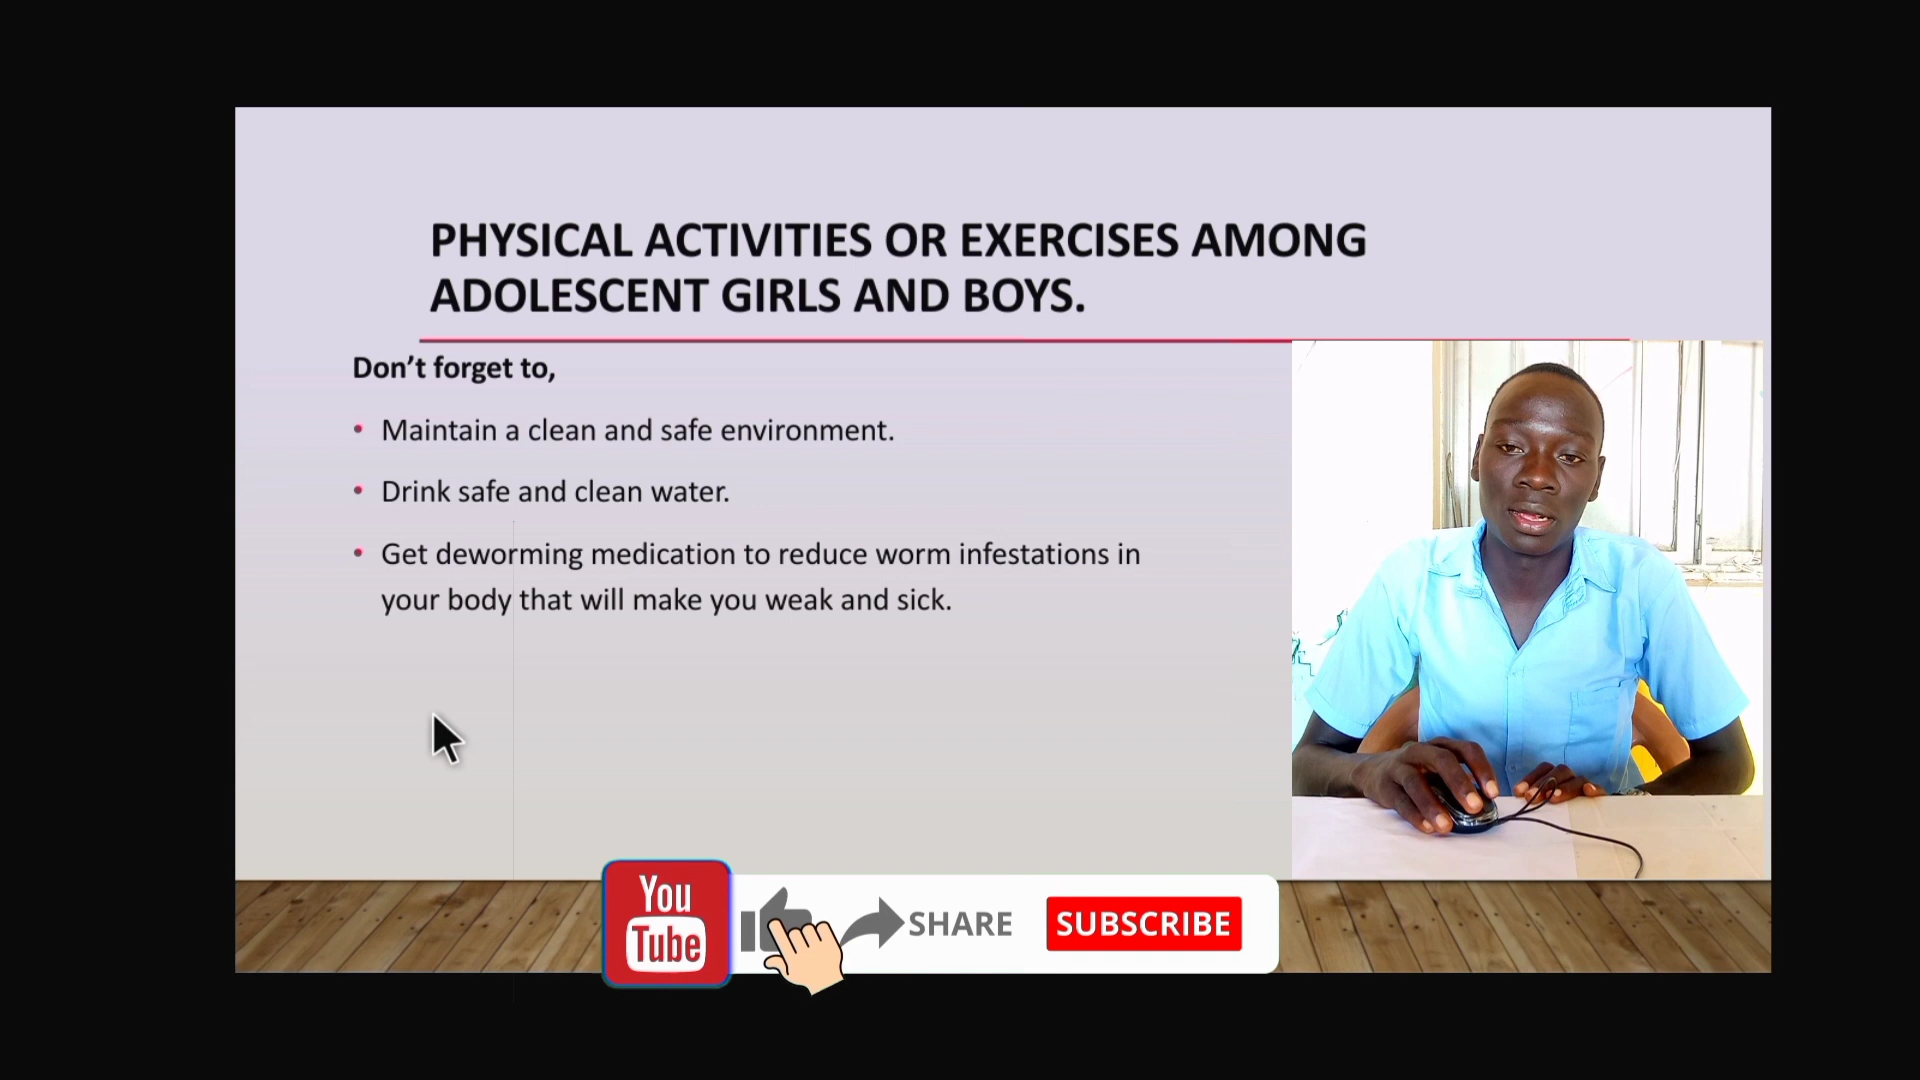 PHYSICAL ACTIVITIES OR EXERCISES AMONG
ADOLESCENT GIRLS AND BOYS.
Don’t forget to,
• Maintain a clean and safe environment.
• Drink safe and clean water.
• Get deworming medication to reduce worm infestations in
your body that will make you weak and sick.
You
Tube
SHARE
SUBSCRIBE